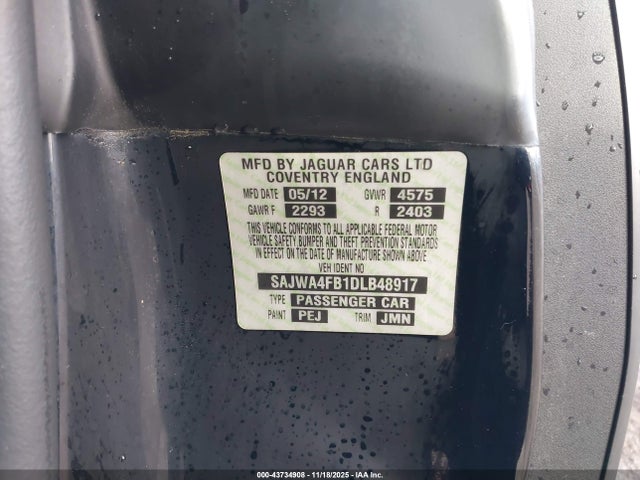 MFD BY JAGUAR CARS LTD
COVENTRY ENGLAND
MFD DATE 05/12 GVWR 4575
GAWR F 2293 R 2403
THIS VEHICLE CONFORMS TO ALL APPLICABLE FEDERAL MOTOR
VEHICLE SAFETY BUMPER AND THEFT PREVENTION STANDARDS
IN EFFECT ON THE DATE OF MANUFACTURE SHOWN ABOVE
VEH IDENT NO
SAJWA4FB1DLB48917
TYPE PASSENGER CAR
PAINT PEJ TRIM JMN
000-43734908 - 11/18/2025 - IAAI, Inc.